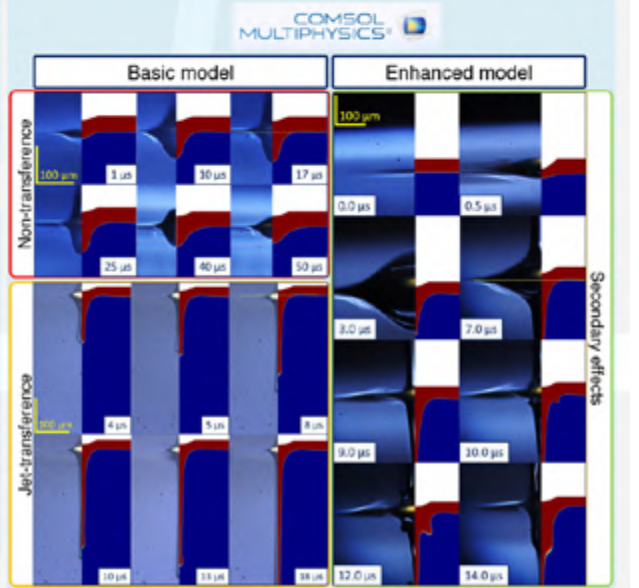 COMSOL
MULTIPHYSICS®
Basic model
Enhanced model
Non-transference
100 µm
1 µs
10 µs
17 µs
25 µs
40 µs
50 µs
Jet-transference
100 µm
4 µs
5 µs
8 µs
10 µs
18 µs
100 µm
0.0 µs
0.5 µs
3.0 µs
7.0 µs
9.0 µs
10.0 µs
12.0 µs
14.0 µs
Secondary effects